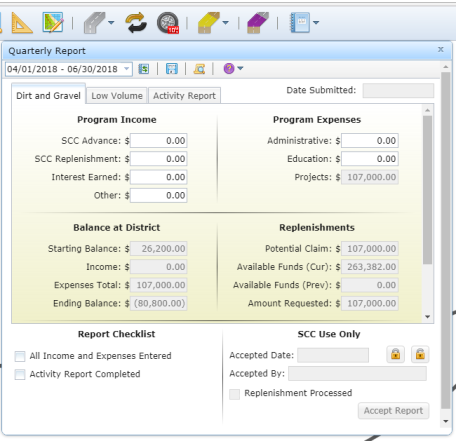 Quarterly Report x
04/01/2018 - 06/30/2018
Dirt and Gravel Low Volume Activity Report Date Submitted:
Program Income Program Expenses
SCC Advance: $ 0.00 Administrative: $ 0.00
SCC Replenishment: $ 0.00 Education: $ 0.00
Interest Earned: $ 0.00 Projects: $ 107,000.00
Other: $ 0.00
Balance at District Replenishments
Starting Balance: $ 26,200.00 Potential Claim: $ 107,000.00
Income: $ 0.00 Available Funds (Cur): $ 263,382.00
Expenses Total: $ 107,000.00 Available Funds (Prev): $ 0.00
Ending Balance: $ (80,800.00) Amount Requested: $ 107,000.00
Report Checklist SCC Use Only
All Income and Expenses Entered Accepted Date:
Activity Report Completed Accepted By:
Replenishment Processed
Accept Report